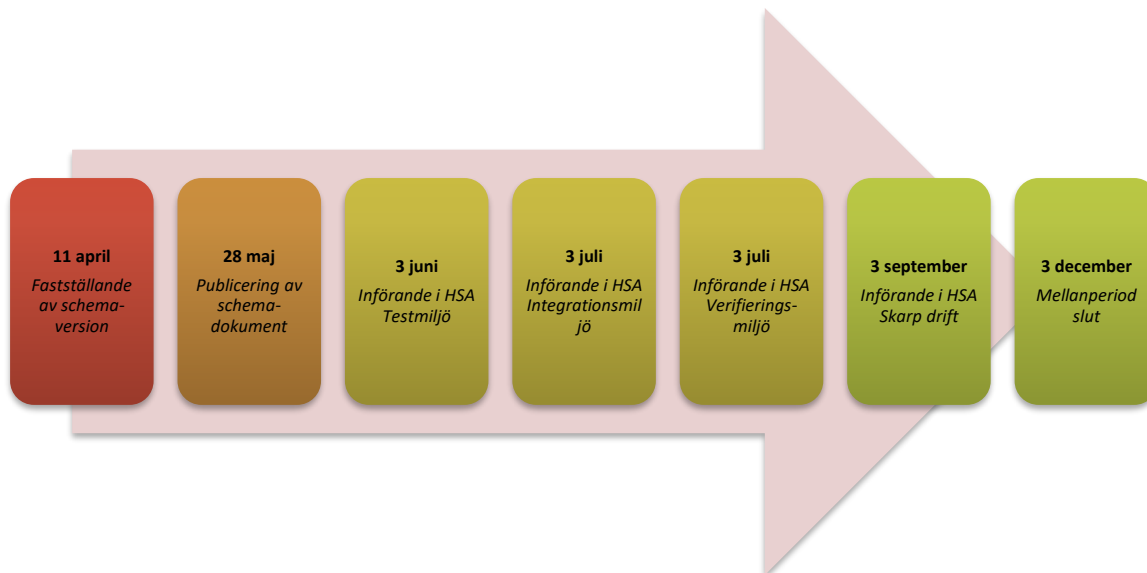 11 april
Fastställande
av schema-
version
28 maj
Publicering av
schema-
dokument
3 juni
Införande i HSA
Testmiljö
3 juli
Införande i HSA
Integrationsmil
jö
3 juli
Införande i HSA
Verifierings-
miljö
3 september
Införande i HSA
Skarp drift
3 december
Mellanperiod
slut